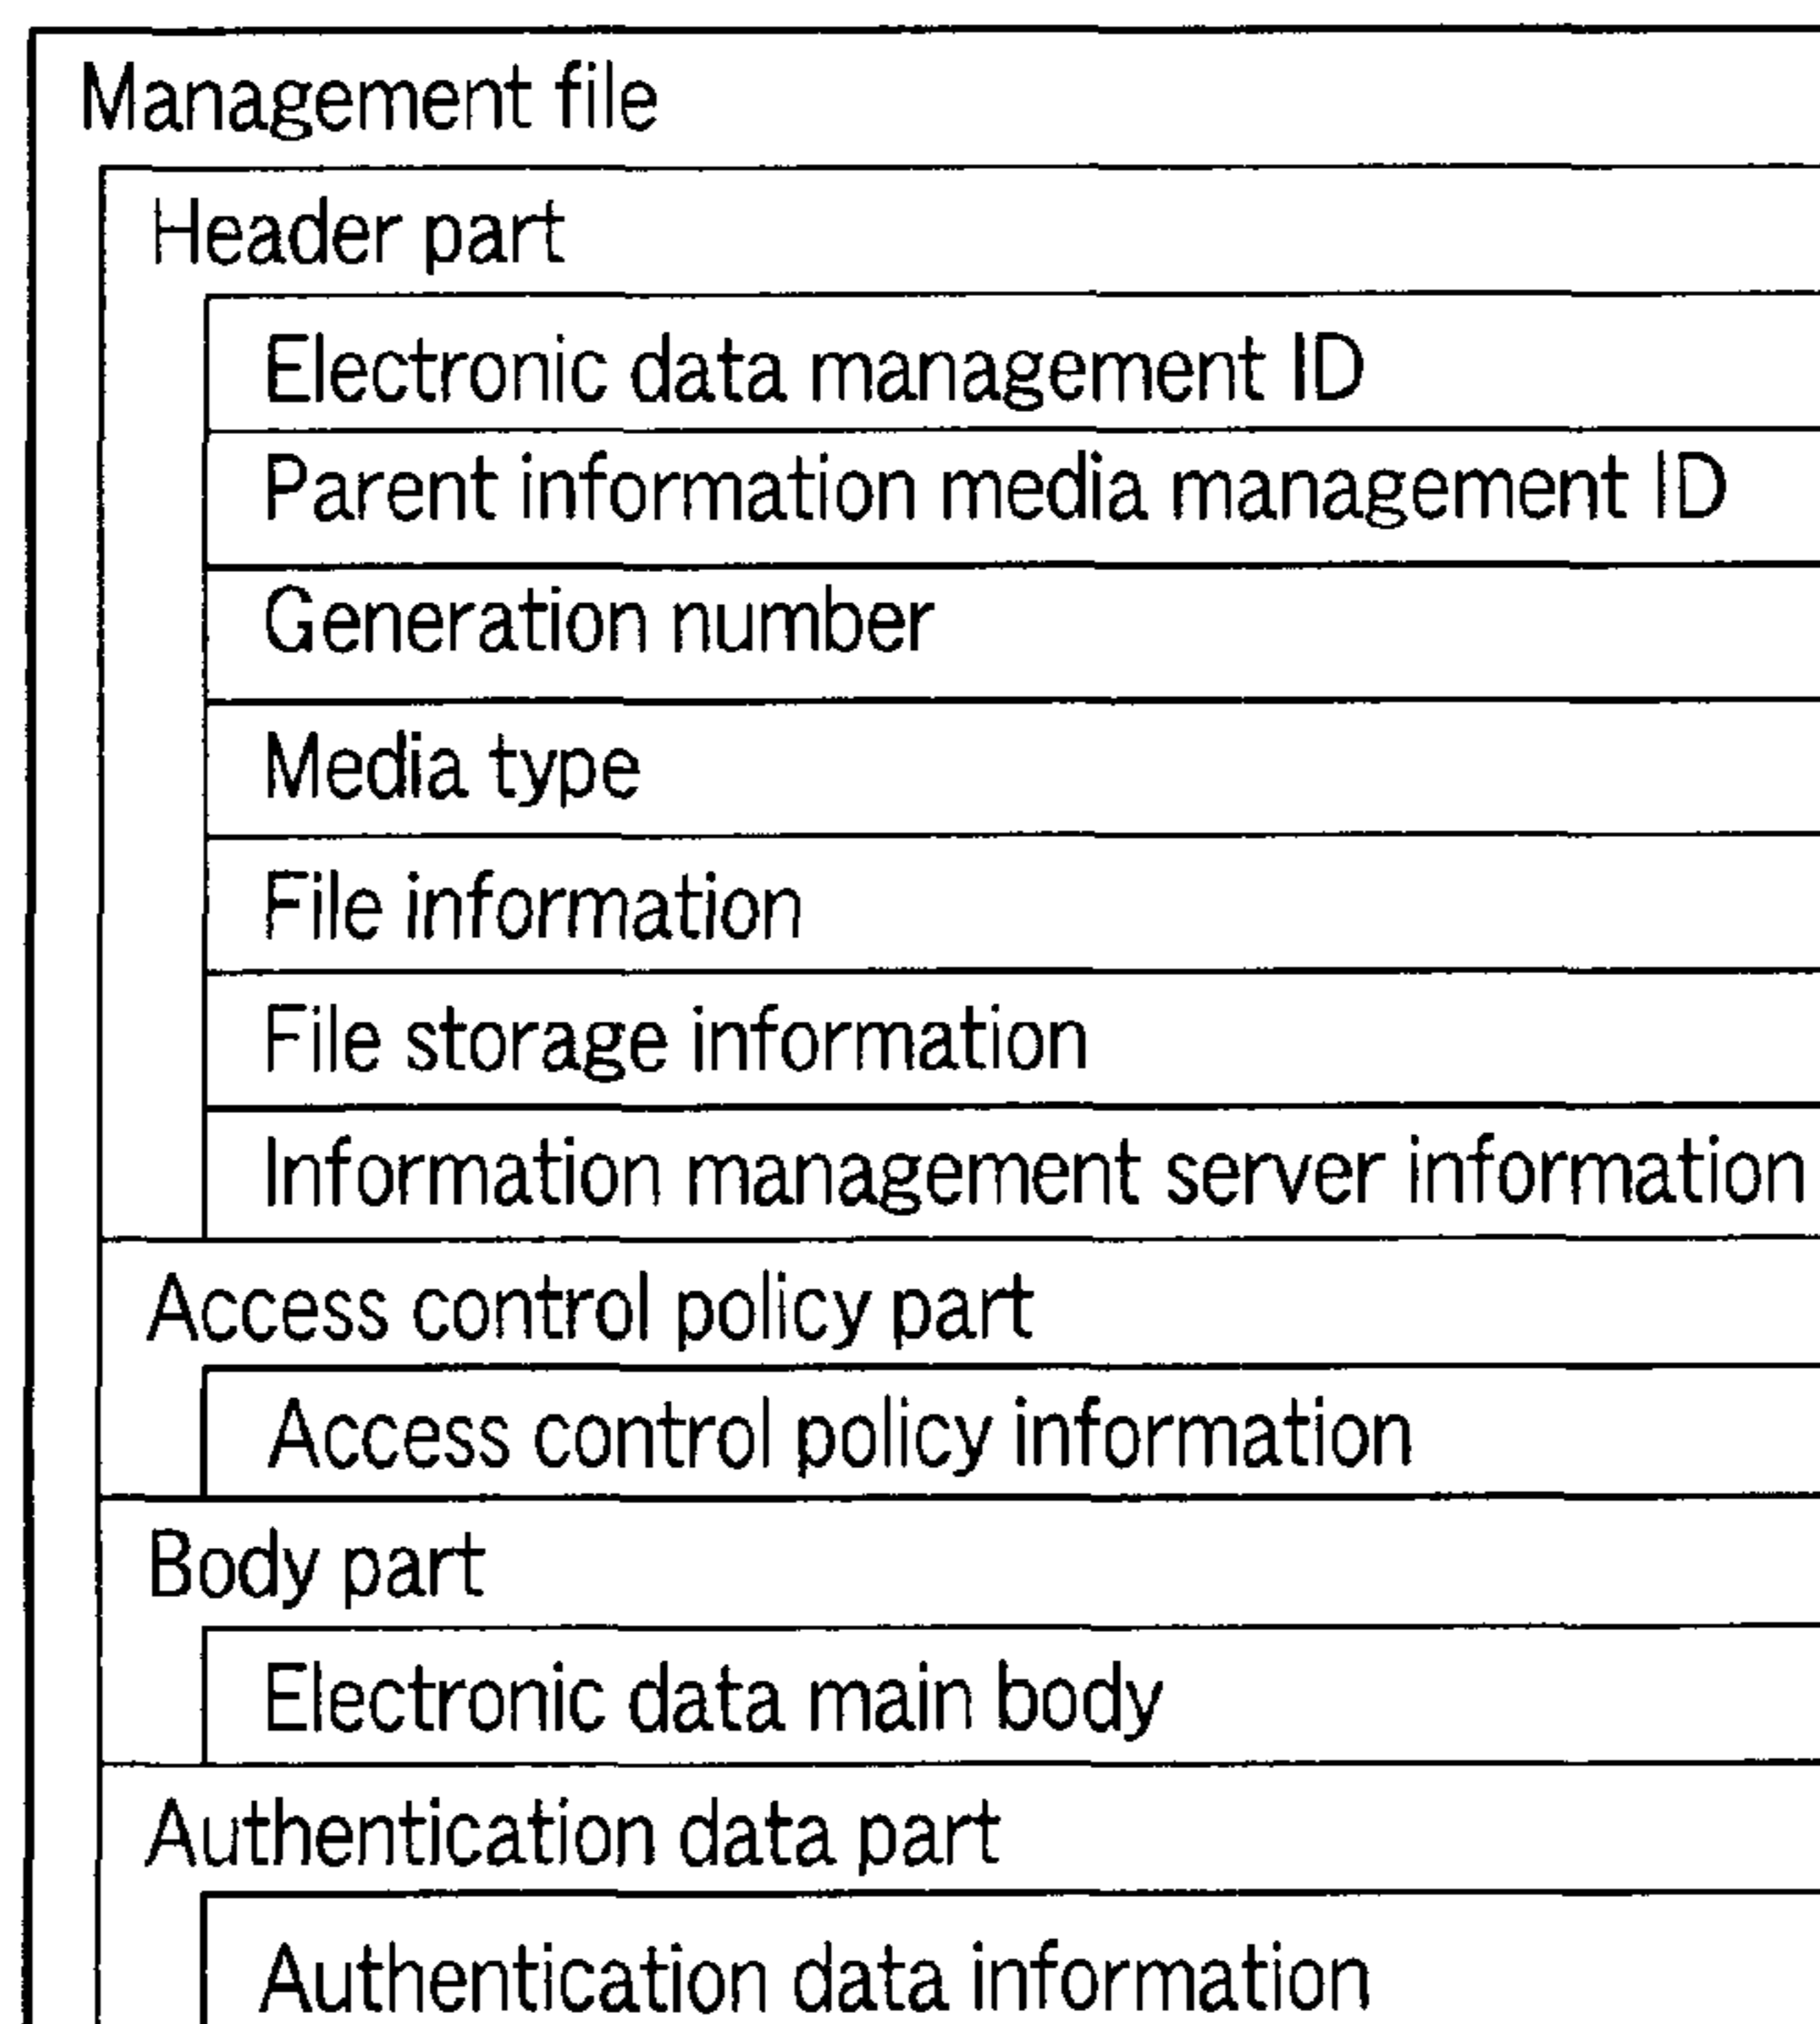 Management file
Header part
Electronic data management ID
Parent information media management ID
Generation number
Media type
File information
File storage information
Information management server information
Access control policy part
Access control policy information
Body part
Electronic data main body
Authentication data part
Authentication data information